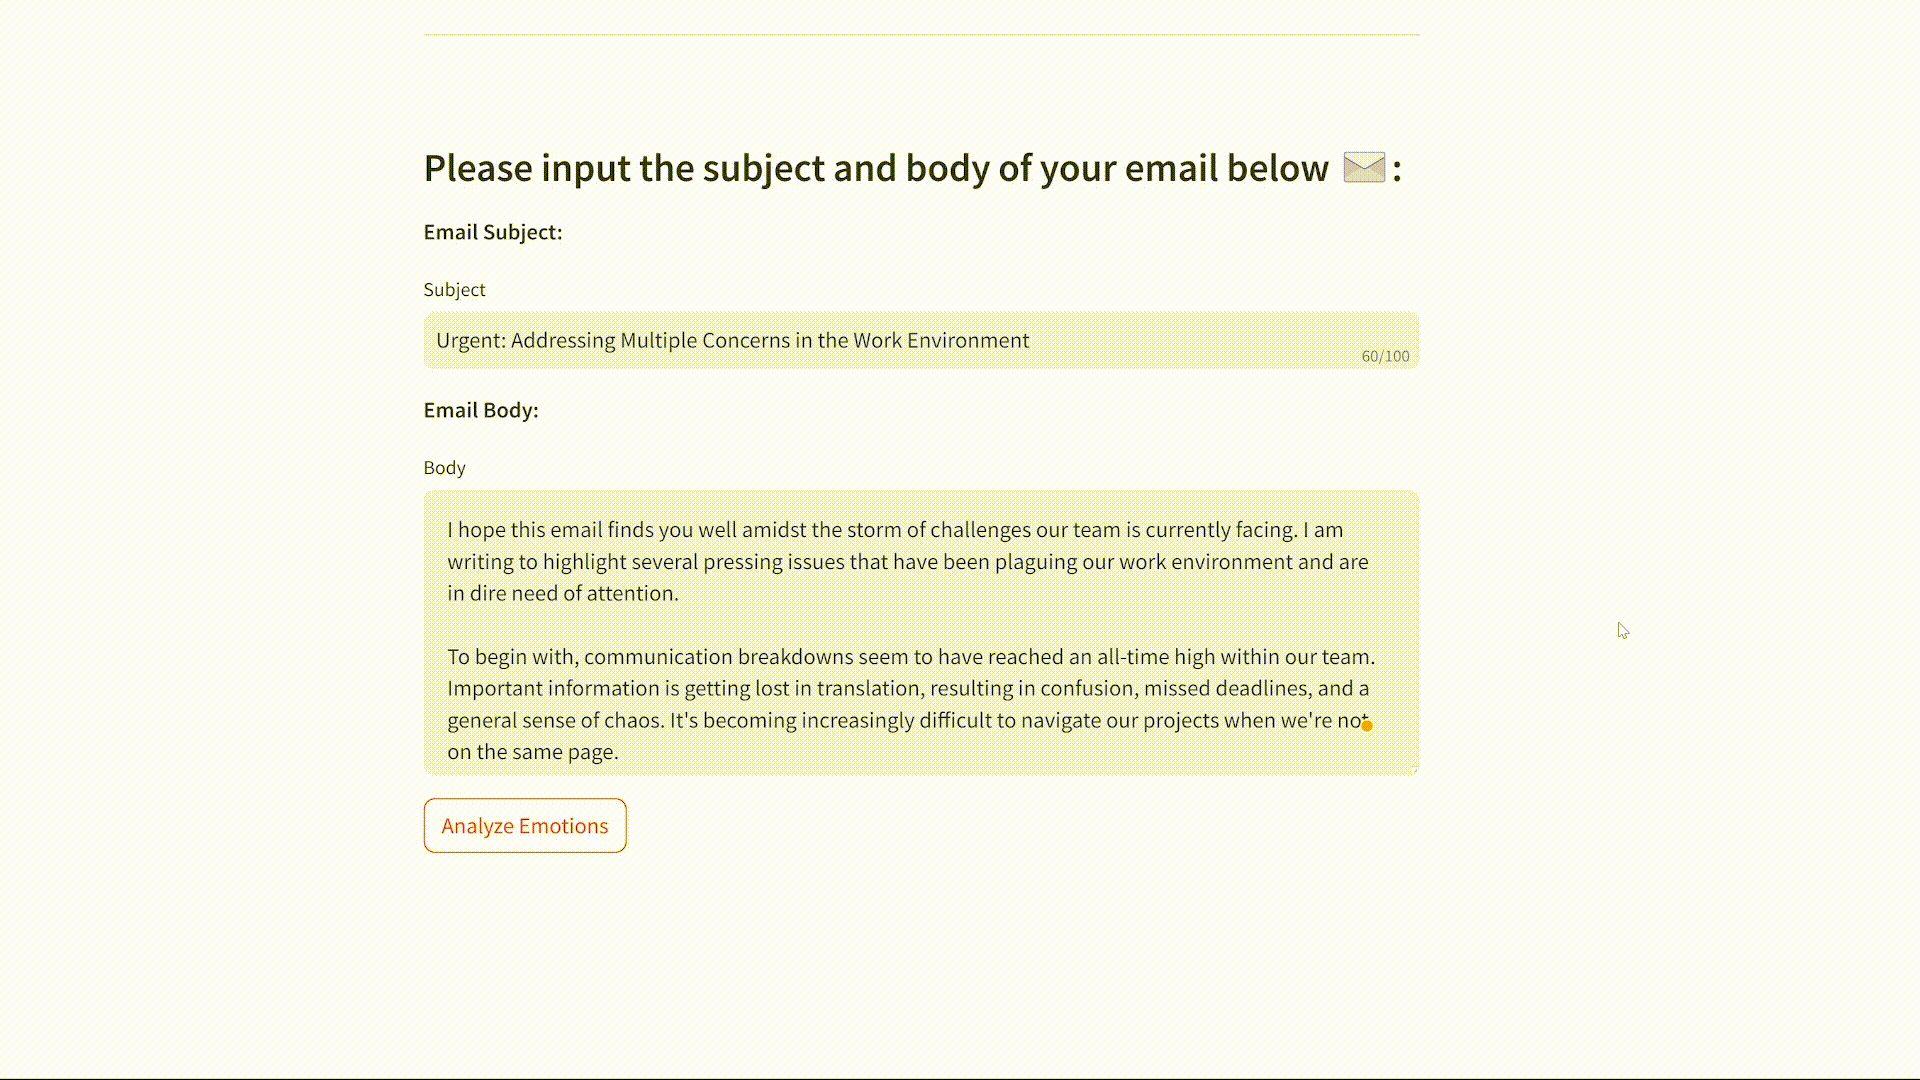 Please input the subject and body of your email below ✉️:
Email Subject:
Subject
Urgent: Addressing Multiple Concerns in the Work Environment
60/100
Email Body:
Body
I hope this email finds you well amidst the storm of challenges our team is currently facing. I am
writing to highlight several pressing issues that have been plaguing our work environment and are
in dire need of attention.
To begin with, communication breakdowns seem to have reached an all-time high within our team.
Important information is getting lost in translation, resulting in confusion, missed deadlines, and a
general sense of chaos. It's becoming increasingly difficult to navigate our projects when we're not
on the same page.
Analyze Emotions